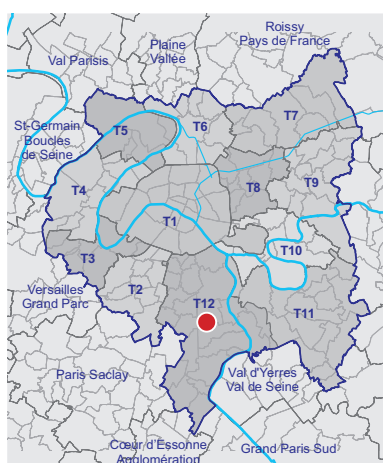 Roissy
Pays de France
Plaine
Vallée
Val Parisis
St-Germain
Boucles
de Seine
T5
T6
T7
T4
T8
T9
T1
T3
T10
T2
T12
T11
Versailles
Grand Parc
Paris Saclay
Val d'Yerres
Val de Seine
Cœur d'Essonne
Agglomération
Grand Paris Sud